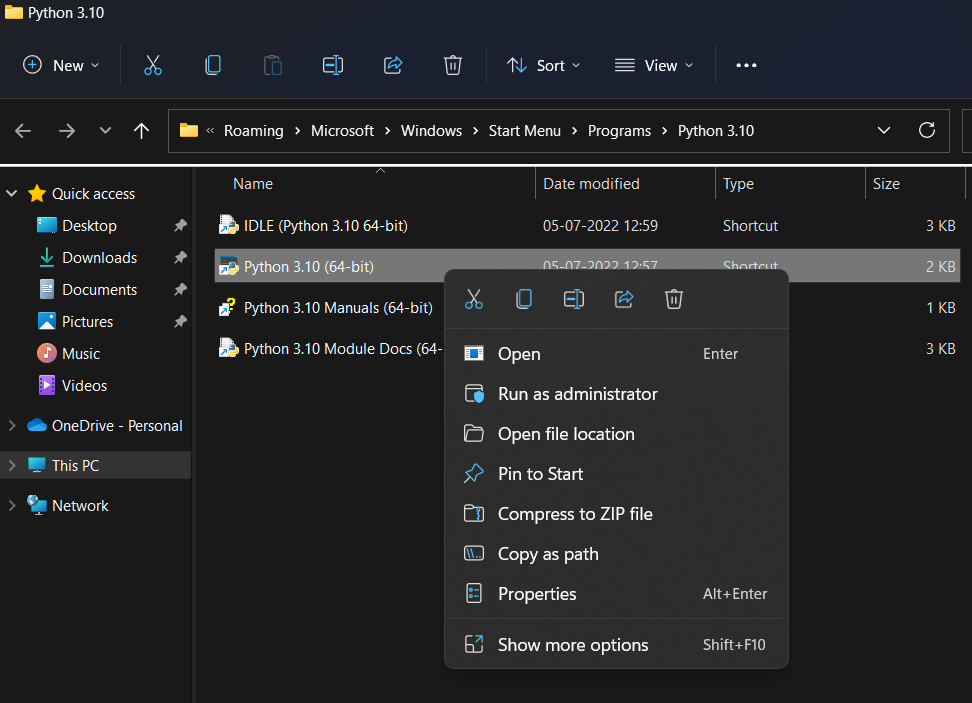 Python 3.10
New Sort View
« Roaming > Microsoft > Windows > Start Menu > Programs > Python 3.10
Name Date modified Type Size
Quick access
Desktop
Downloads
Documents
Pictures
Music
Videos
OneDrive - Personal
This PC
Network
IDLE (Python 3.10 64-bit) 05-07-2022 12:59 Shortcut 3 KB
Python 3.10 (64-bit) 05-07-2022 12:57 Shortcut 2 KB
Python 3.10 Manuals (64-bit) 1 KB
Python 3.10 Module Docs (64- 3 KB
Open Enter
Run as administrator
Open file location
Pin to Start
Compress to ZIP file
Copy as path
Properties Alt+Enter
Show more options Shift+F10